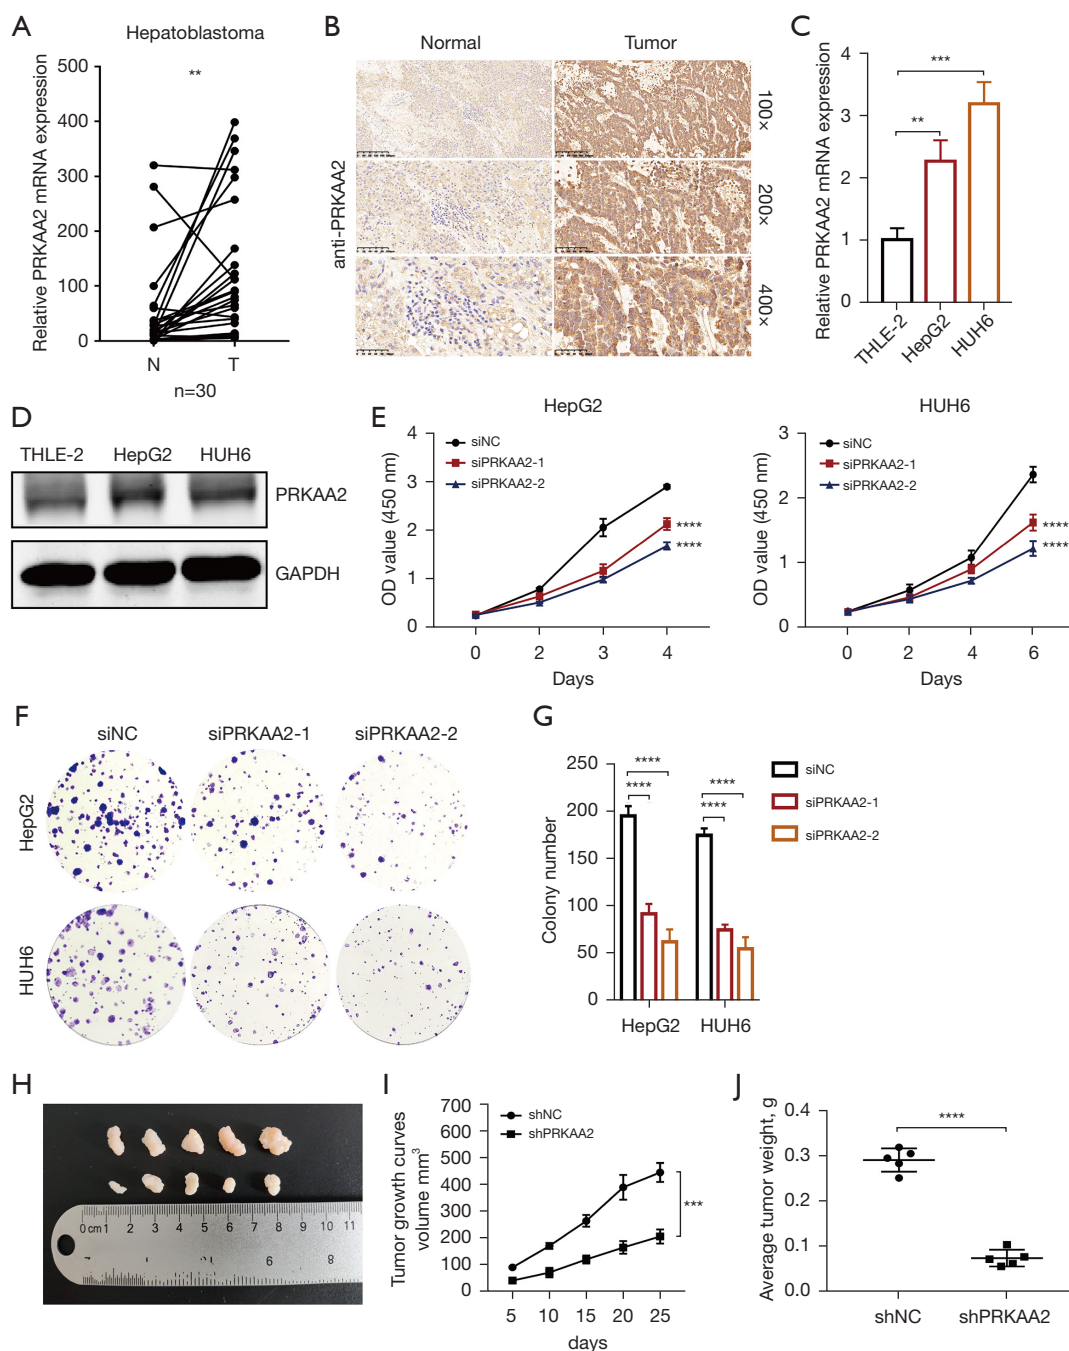 A
Hepatoblastoma
Relative PRKAA2 mRNA expression
500
400
300
200
100
0
**
N
T
n=30
B
Normal
Tumor
anti-PRKAA2
100×
200×
400×
C
Relative PRKAA2 mRNA expression
4
3
2
1
0
***
**
THLE-2
HepG2
HUH6
D
THLE-2 HepG2 HUH6
PRKAA2
GAPDH
E
HepG2
OD value (450 nm)
4
3
2
1
0
siNC
siPRKAA2-1
siPRKAA2-2
****
****
0 2 3 4
Days
HUH6
OD value (450 nm)
3
2
1
0
siNC
siPRKAA2-1
siPRKAA2-2
****
****
0 2 4 6
Days
F
siNC siPRKAA2-1 siPRKAA2-2
HepG2
HUH6
G
Colony number
250
200
150
100
50
0
****
****
****
****
HepG2 HUH6
siNC
siPRKAA2-1
siPRKAA2-2
H
0 cm 1 2 3 4 5 6 7 8 9 10 11
6 8
I
Tumor growth curves
volume mm³
700
600
500
400
300
200
100
0
shNC
shPRKAA2
***
5 10 15 20 25
days
J
Average tumor weight, g
0.4
0.3
0.2
0.1
0.0
****
shNC shPRKAA2